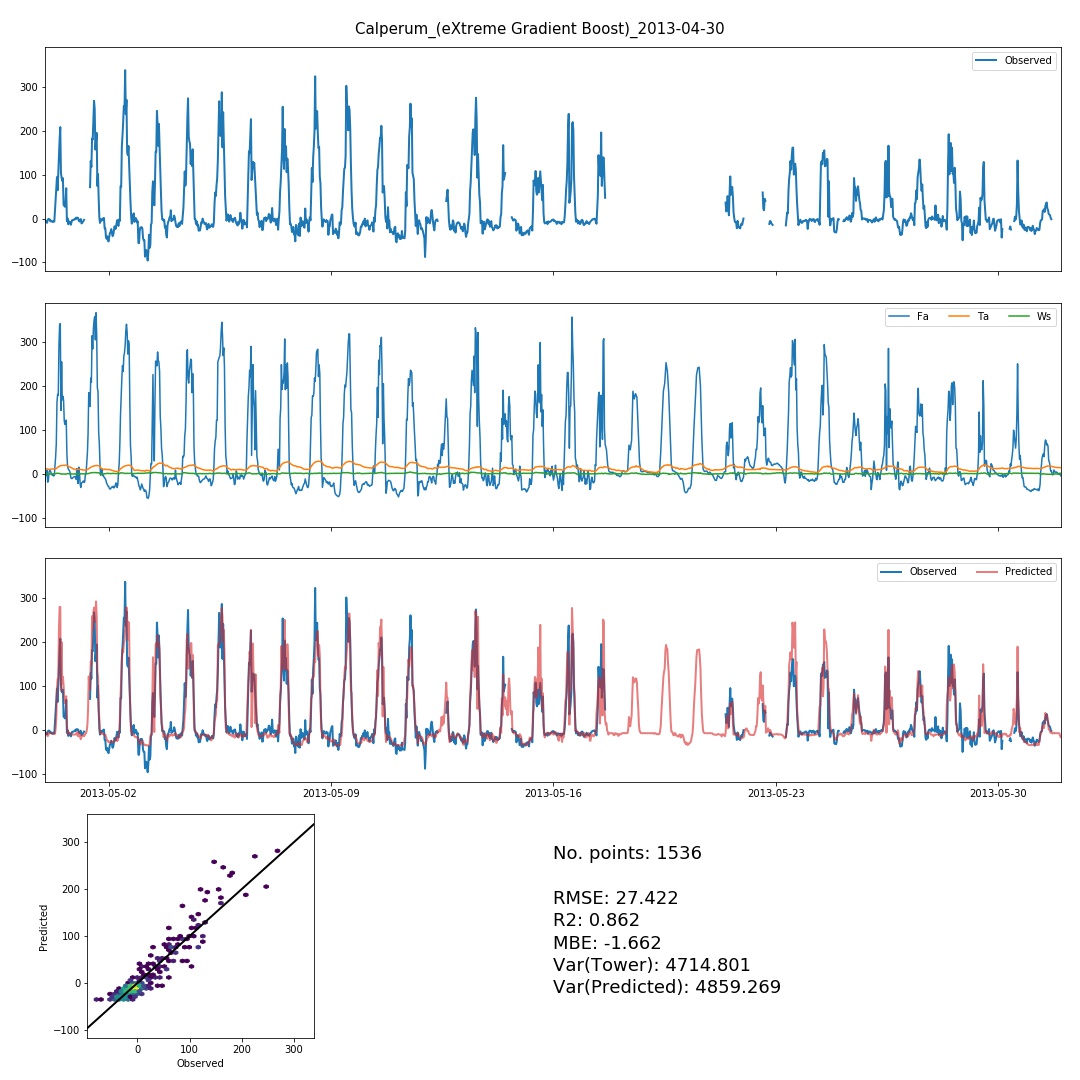 Calperum_(eXtreme Gradient Boost)_2013-04-30
Observed
300
200
100
0
−100
Fa Ta Ws
300
200
100
0
−100
Observed Predicted
300
200
100
0
−100
2013-05-02 2013-05-09 2013-05-16 2013-05-23 2013-05-30
300
200
100
0
−100
Predicted
0 100 200 300
Observed
No. points: 1536
RMSE: 27.422
R2: 0.862
MBE: -1.662
Var(Tower): 4714.801
Var(Predicted): 4859.269